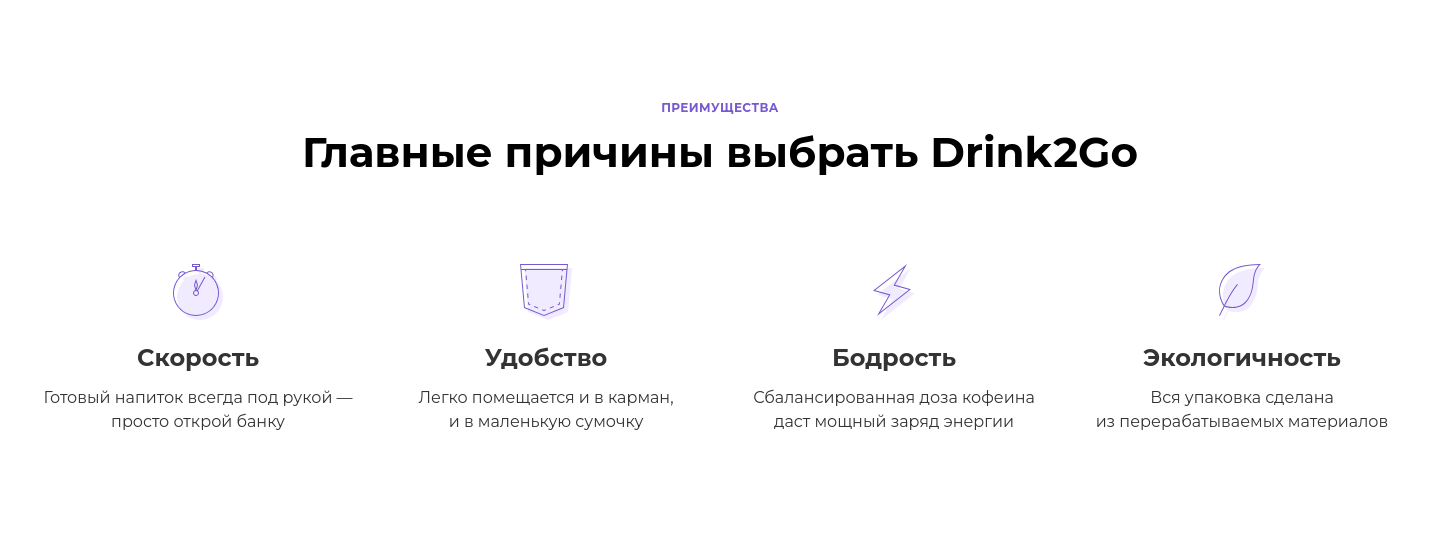 ПРЕИМУЩЕСТВА
Главные причины выбрать Drink2Go
Скорость
Готовый напиток всегда под рукой —
просто открой банку
Удобство
Легко помещается и в карман,
и в маленькую сумочку
Бодрость
Сбалансированная доза кофеина
даст мощный заряд энергии
Экологичность
Вся упаковка сделана
из перерабатываемых материалов